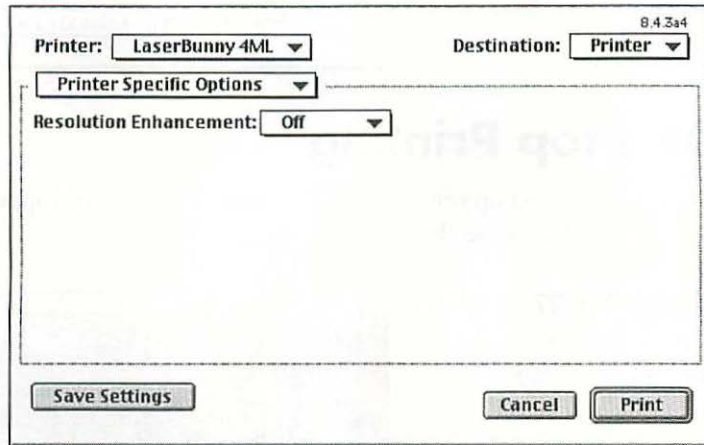 8.4.3a4
Printer: LaserBunny 4ML Destination: Printer
Printer Specific Options
Resolution Enhancement: Off
Save Settings
Cancel Print